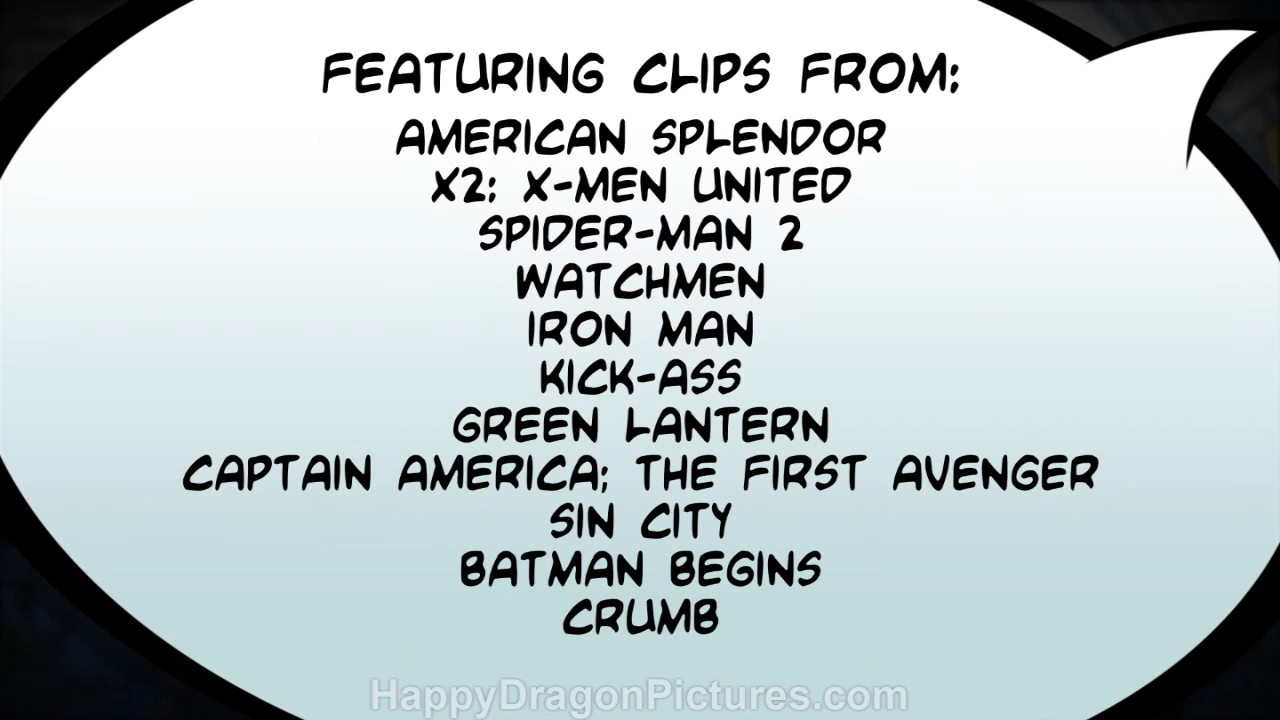 FEATURING CLIPS FROM:
AMERICAN SPLENDOR
X2: X-MEN UNITED
SPIDER-MAN 2
WATCHMEN
IRON MAN
KICK-ASS
GREEN LANTERN
CAPTAIN AMERICA; THE FIRST AVENGER
SIN CITY
BATMAN BEGINS
CRUMB
HappyDragonPictures.com